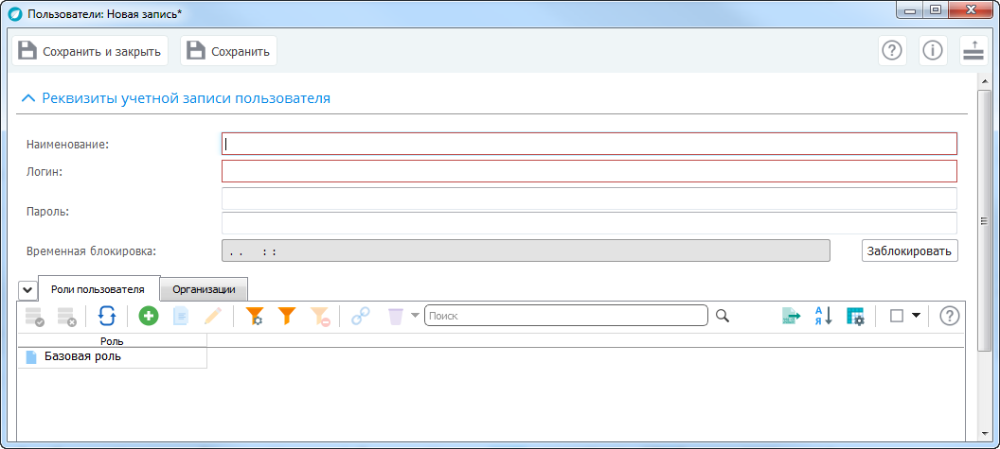 Пользователи: Новая запись*
Сохранить и закрыть Сохранить
Реквизиты учетной записи пользователя
Наименование:
Логин:
Пароль:
Временная блокировка: . . : : Заблокировать
Роли пользователя Организации
Поиск А Я
Роль
Базовая роль